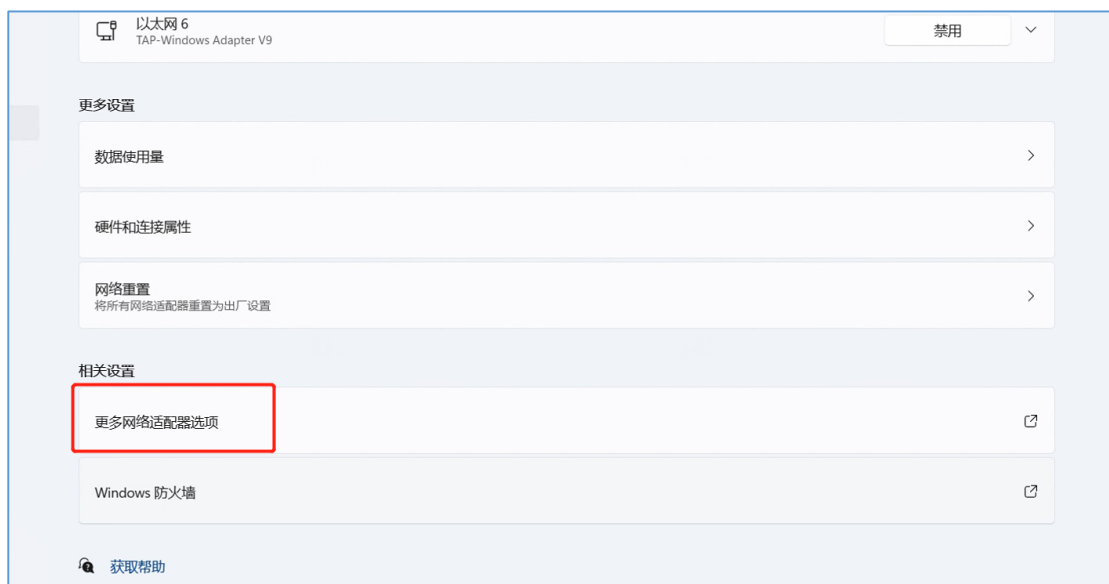 以太网 6
TAP-Windows Adapter V9
禁用
更多设置
数据使用量
硬件和连接属性
网络重置
将所有网络适配器重置为出厂设置
相关设置
更多网络适配器选项
Windows 防火墙
获取帮助